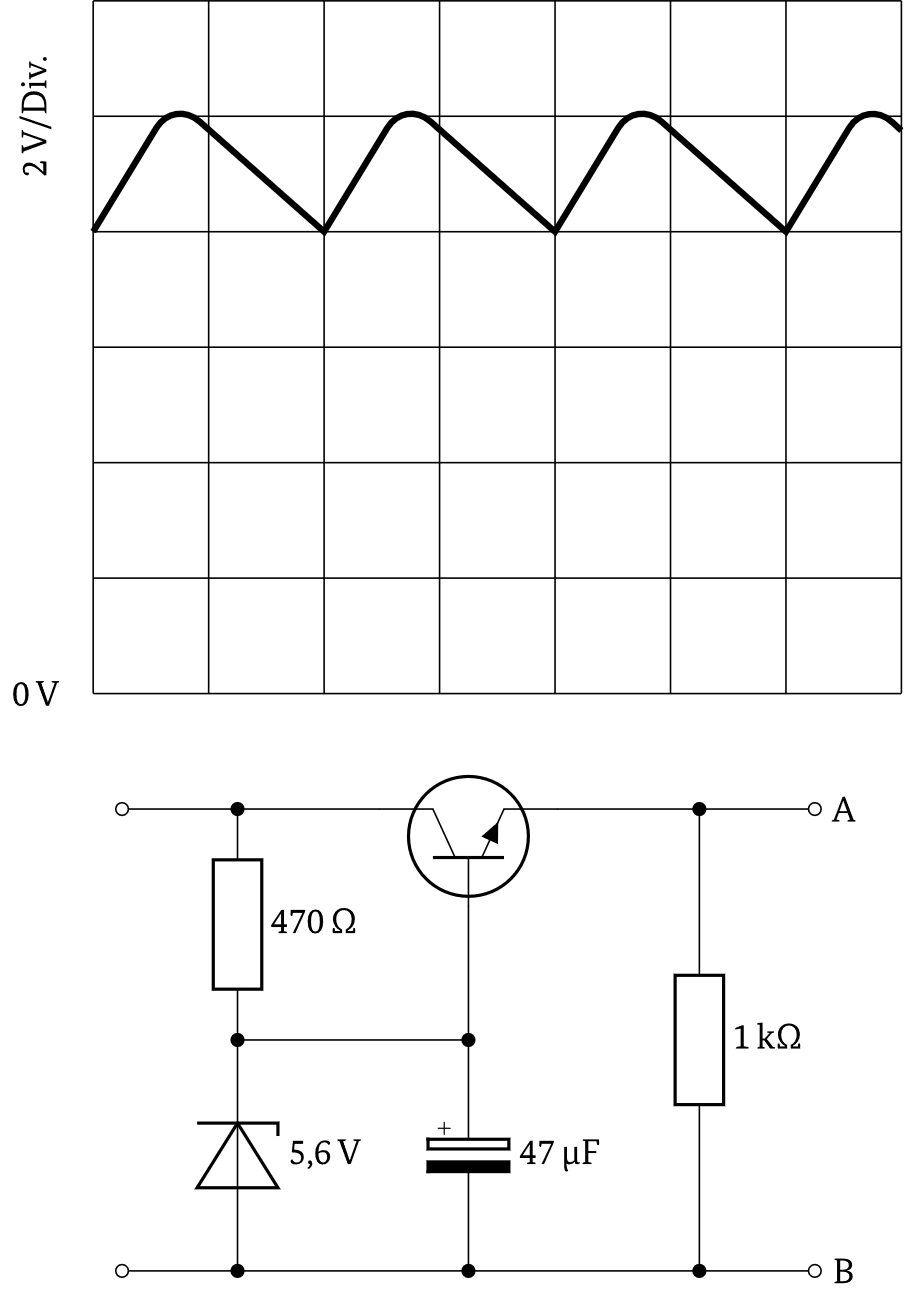 2 V/Div.
0 V
A
470 Ω
1 kΩ
+
5,6 V
47 µF
B